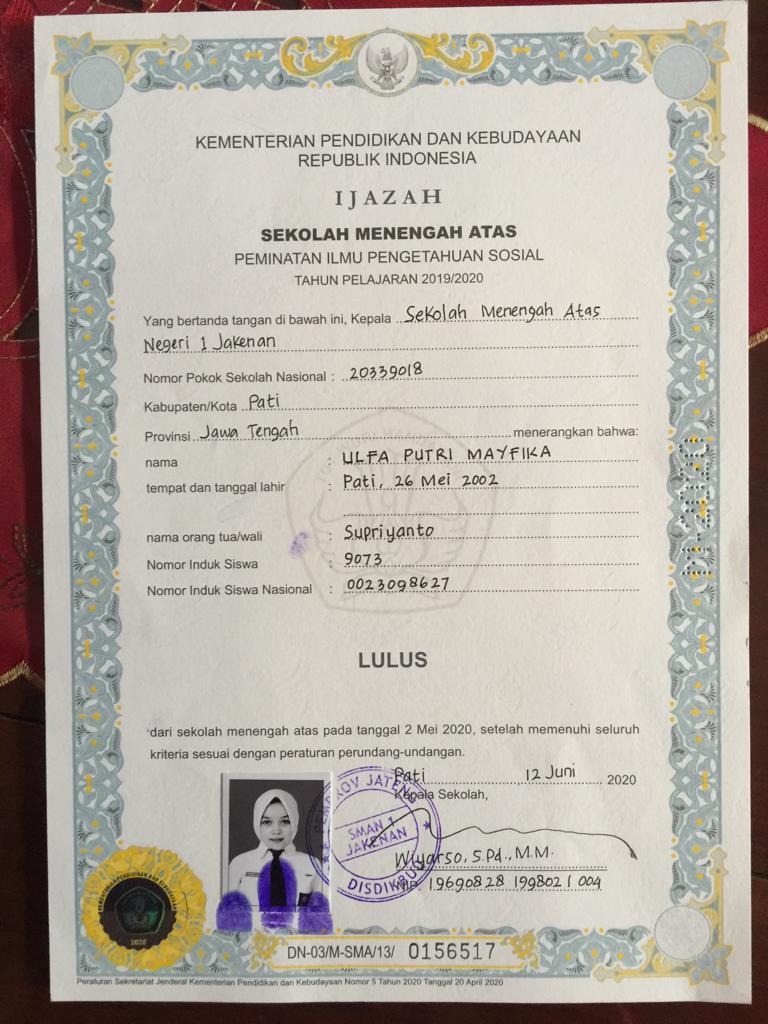 KEMENTERIAN PENDIDIKAN DAN KEBUDAYAAN
REPUBLIK INDONESIA
IJAZAH
SEKOLAH MENENGAH ATAS
PEMINATAN ILMU PENGETAHUAN SOSIAL
TAHUN PELAJARAN 2019/2020
Yang bertanda tangan di bawah ini, Kepala Sekolah Menengah Atas
Negeri 1 Jakenan
Nomor Pokok Sekolah Nasional : 20339018
Kabupaten/Kota Pati
Provinsi Jawa Tengah menerangkan bahwa:
nama : ULFA PUTRI MAYFIKA
tempat dan tanggal lahir : Pati, 26 Mei 2002
nama orang tua/wali : Supriyanto
Nomor Induk Siswa : 9073
Nomor Induk Siswa Nasional : 0023098627
LULUS
dari sekolah menengah atas pada tanggal 2 Mei 2020, setelah memenuhi seluruh
kriteria sesuai dengan peraturan perundang-undangan.
Pati 12 Juni 2020
Kepala Sekolah,
PEMPROV JATENG
SMAN 1
JAKENAN
DISDIKBUD
Wiyarso, S.Pd., M.M.
NIP. 19690828 199802 1 004
KEMENTERIAN PENDIDIKAN DAN KEBUDAYAAN
2020
DN-03/M-SMA/13/ 0156517
Peraturan Sekretariat Jenderal Kementerian Pendidikan dan Kebudayaan Nomor 5 Tahun 2020 Tanggal 20 April 2020